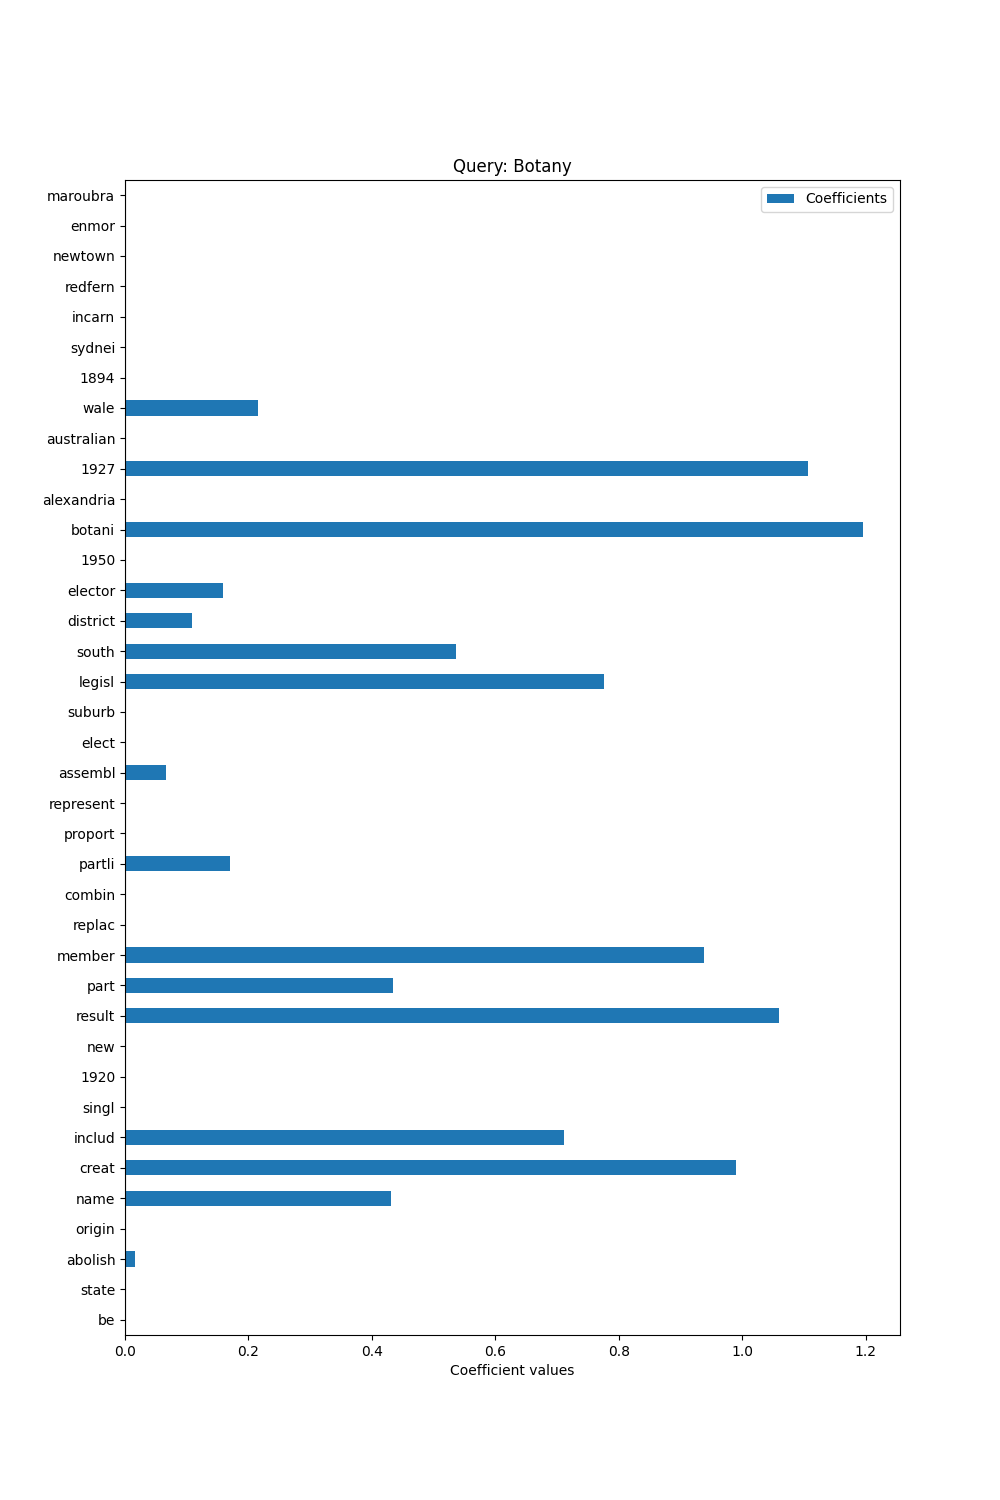 Query: Botany
Coefficients
maroubra
enmor
newtown
redfern
incarn
sydnei
1894
wale
australian
1927
alexandria
botani
1950
elector
district
south
legisl
suburb
elect
assembl
represent
proport
partli
combin
replac
member
part
result
new
1920
singl
includ
creat
name
origin
abolish
state
be
0.0 0.2 0.4 0.6 0.8 1.0 1.2
Coefficient values